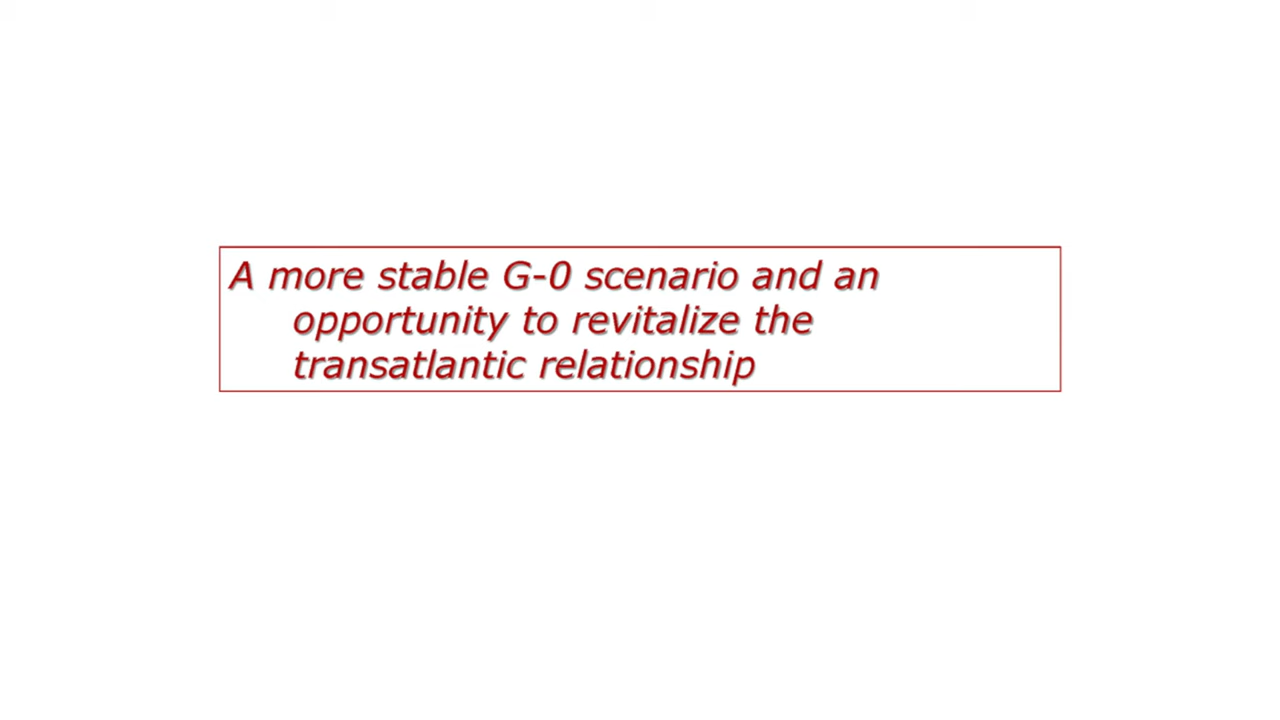 A more stable G-0 scenario and an
opportunity to revitalize the
transatlantic relationship